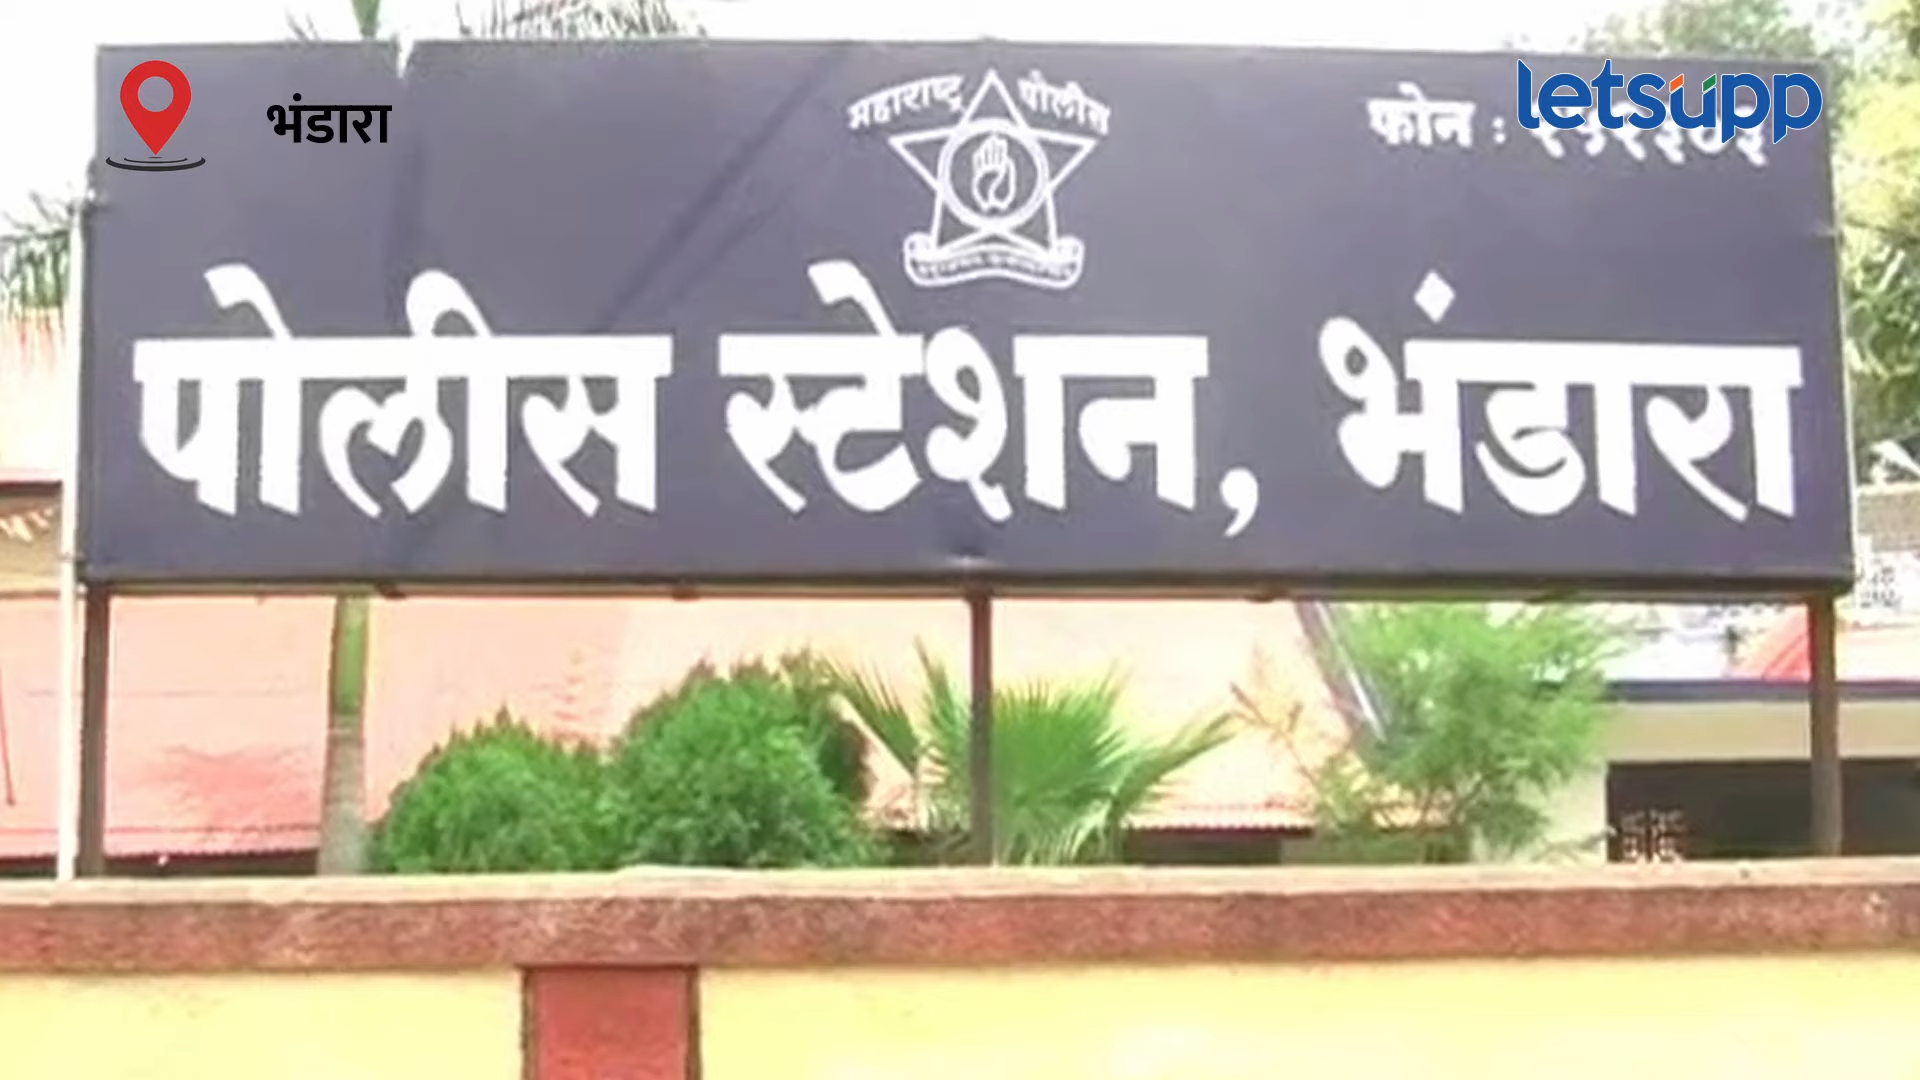 भंडारा
महाराष्ट्र पोलीस
फोन :
letsupp
पोलीस स्टेशन, भंडारा